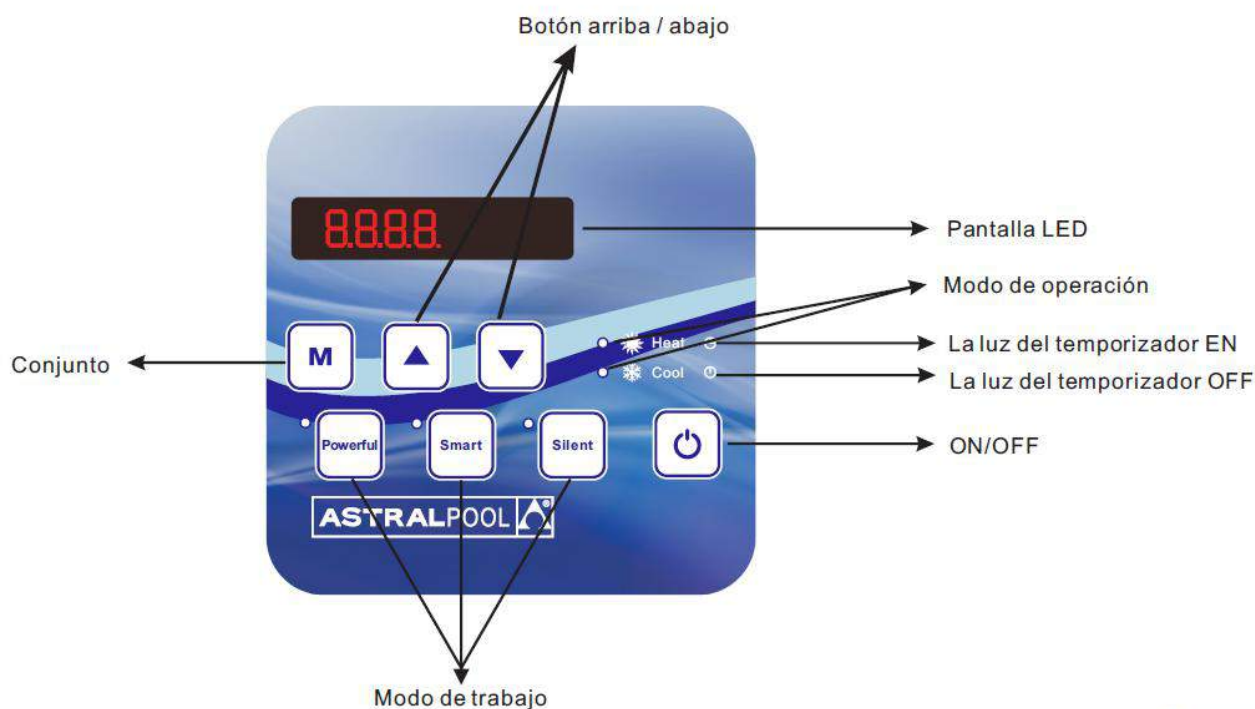 Botón arriba / abajo
8.8.8.8.
Pantalla LED
Modo de operación
M
Heat
La luz del temporizador EN
Conjunto
Cool
La luz del temporizador OFF
Powerful
Smart
Silent
ON/OFF
ASTRALPOOL
Modo de trabajo